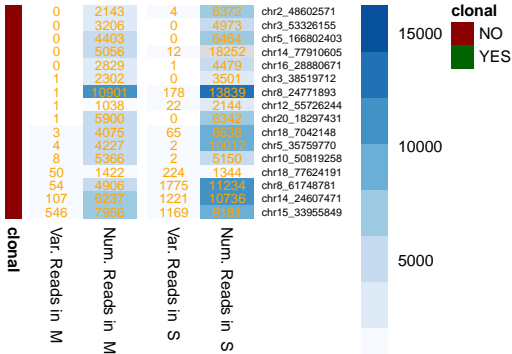 0 2143 4 8372 chr2_48602571
0 3206 0 4973 chr3_53326155
0 4403 0 6464 chr5_166802403
0 5056 12 18252 chr14_77910605
0 2829 1 4479 chr16_28880671
1 2302 0 3501 chr3_38519712
1 10901 178 13839 chr8_24771893
1 1038 22 2144 chr12_55726244
1 5900 0 6342 chr20_18297431
3 4075 65 8638 chr18_7042148
4 4227 2 chr5_35759770
8 5366 2 5150 chr10_50819258
50 1422 224 1344 chr18_77624191
54 4906 1775 11234 chr8_61748781
107 6237 1221 10736 chr14_24607471
546 7956 1169 9181 chr15_33955849
clonal
Var. Reads in M
Num. Reads in M
Var. Reads in S
Num. Reads in S
15000
10000
5000
clonal
NO
YES